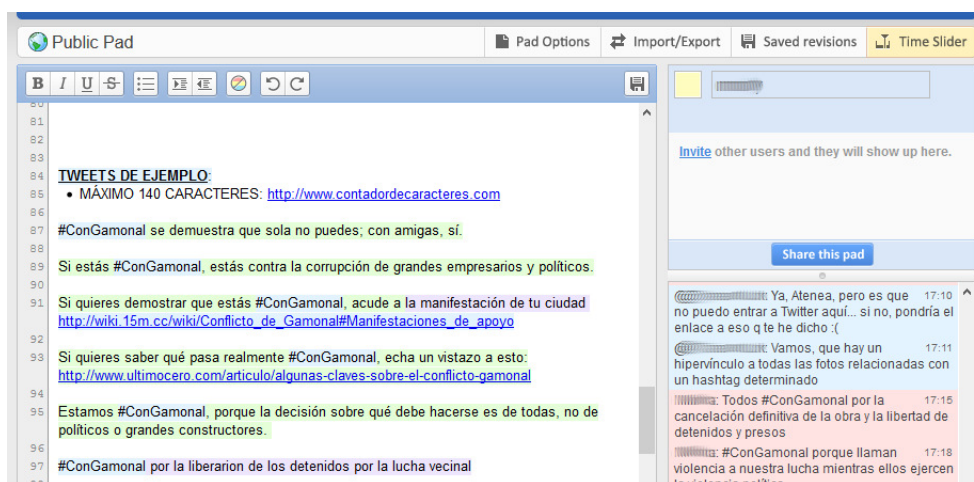 Public Pad
Pad Options
Import/Export
Saved revisions
Time Slider
B I U S
80
81
82
83
84 TWEETS DE EJEMPLO:
85 • MÁXIMO 140 CARACTERES: http://www.contadordecaracteres.com
86
87 #ConGamonal se demuestra que sola no puedes; con amigas, sí.
88
89 Si estás #ConGamonal, estás contra la corrupción de grandes empresarios y políticos.
90
91 Si quieres demostrar que estás #ConGamonal, acude a la manifestación de tu ciudad
http://wiki.15m.cc/wiki/Conflicto_de_Gamonal#Manifestaciones_de_apoyo
92
93 Si quieres saber qué pasa realmente #ConGamonal, echa un vistazo a esto:
http://www.ultimocero.com/articulo/algunas-claves-sobre-el-conflicto-gamonal
94
95 Estamos #ConGamonal, porque la decisión sobre qué debe hacerse es de todas, no de
políticos o grandes constructores.
96
97 #ConGamonal por la liberarion de los detenidos por la lucha vecinal
Invite other users and they will show up here.
Share this pad
@ : Ya, Atenea, pero es que 17:10
no puedo entrar a Twitter aquí... si no, pondría el
enlace a eso q te he dicho :(
@ : Vamos, que hay un 17:11
hipervínculo a todas las fotos relacionadas con
un hashtag determinado
: Todos #ConGamonal por la 17:15
cancelación definitiva de la obra y la libertad de
detenidos y presos
: #ConGamonal porque llaman 17:18
violencia a nuestra lucha mientras ellos ejercen